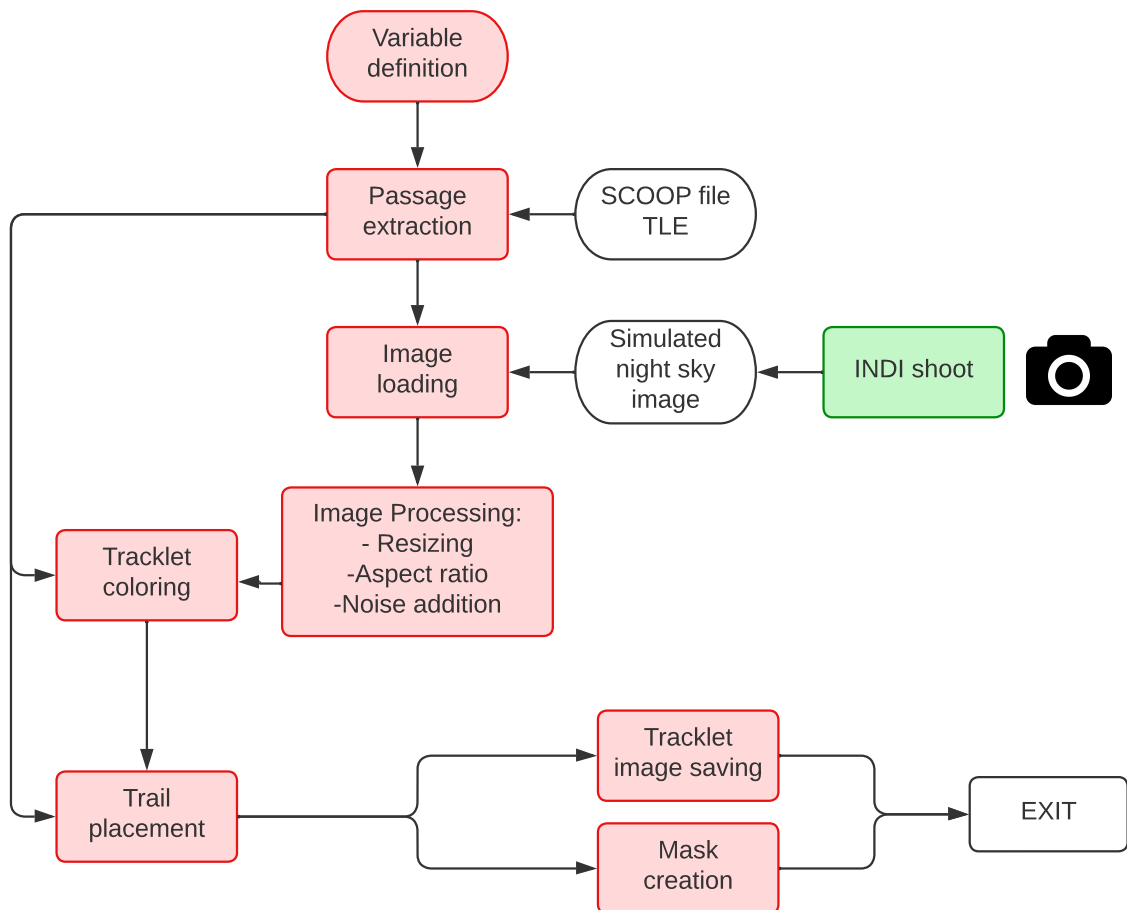 Variable
definition
Passage
extraction
SCOOP file
TLE
Image
loading
Simulated
night sky
image
INDI shoot
Image Processing:
- Resizing
-Aspect ratio
-Noise addition
Tracklet
coloring
Tracklet
image saving
Trail
placement
EXIT
Mask
creation